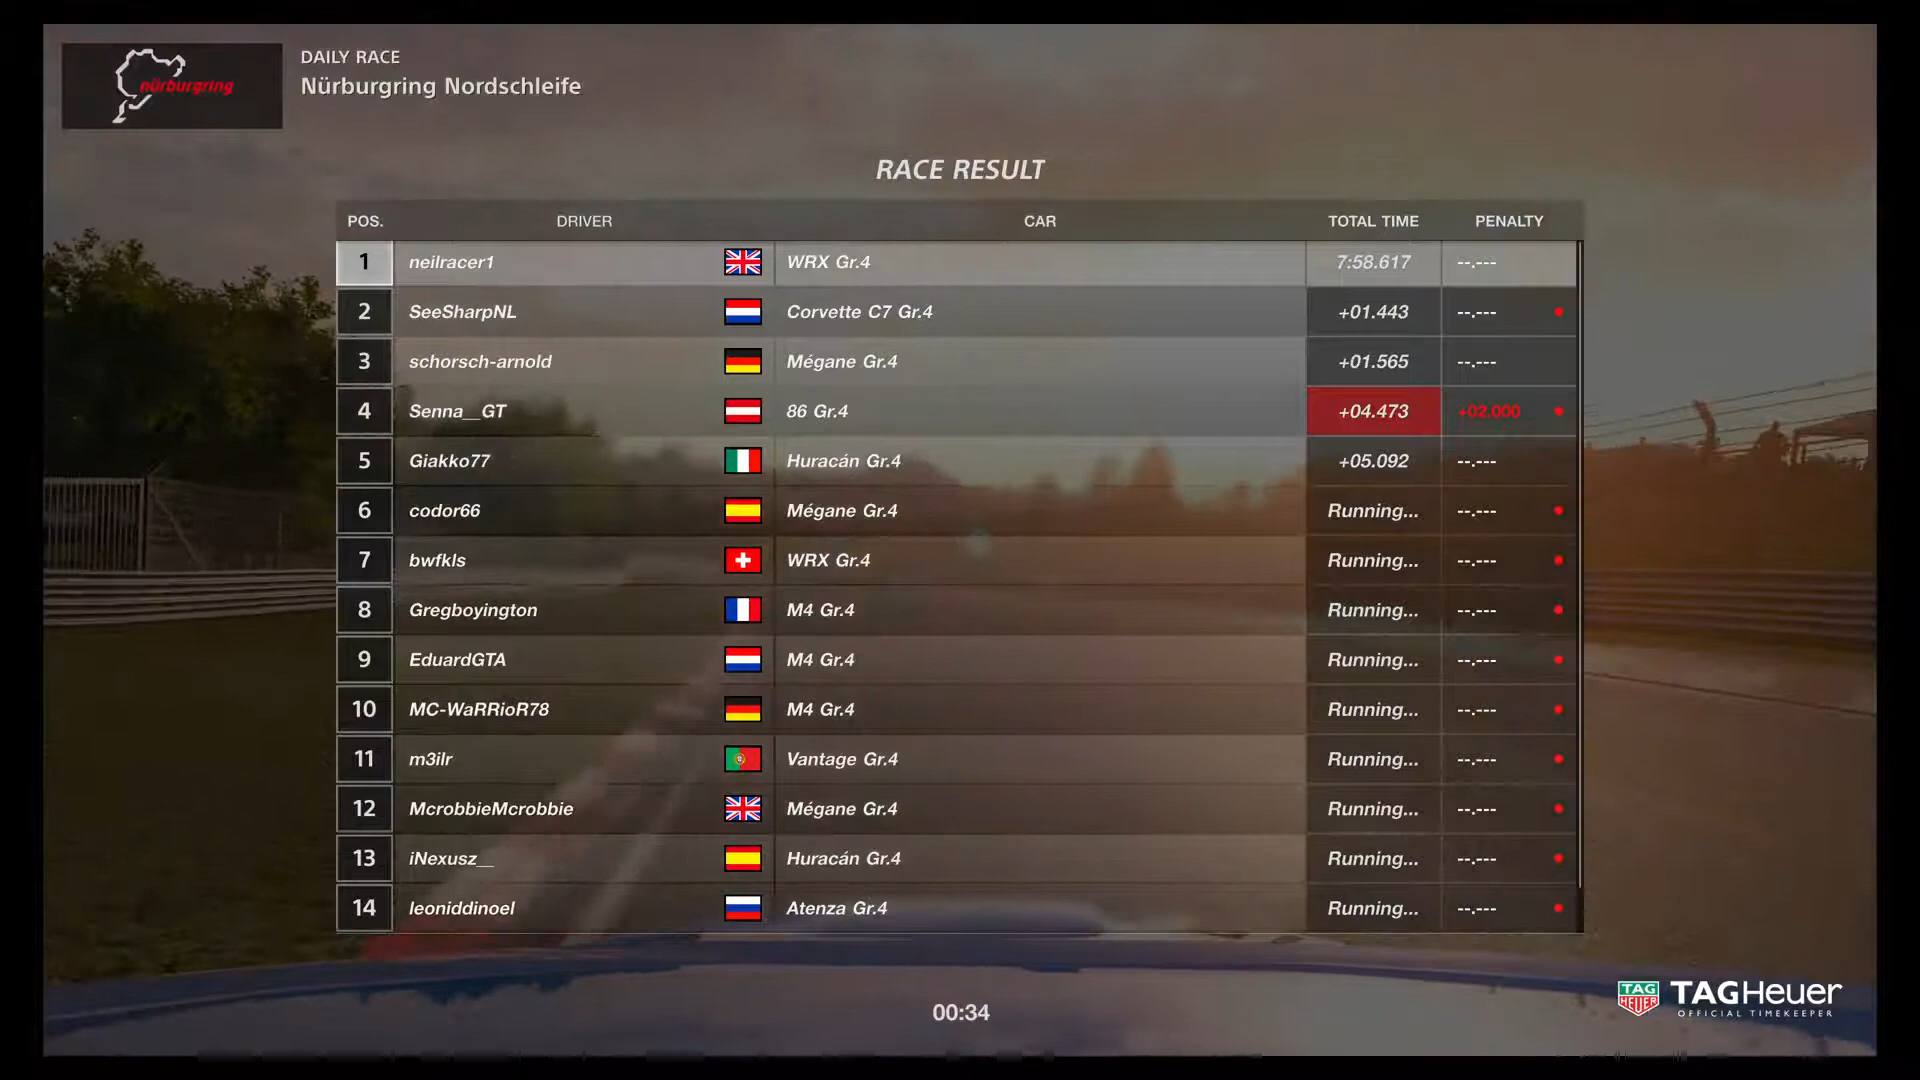 nürburgring
DAILY RACE
Nürburgring Nordschleife
RACE RESULT
POS. DRIVER CAR TOTAL TIME PENALTY
1 neilracer1 WRX Gr.4 7:58.617 --.---
2 SeeSharpNL Corvette C7 Gr.4 +01.443 --.---
3 schorsch-arnold Mégane Gr.4 +01.565 --.---
4 Senna__GT 86 Gr.4 +04.473 +02.000
5 Giakko77 Huracán Gr.4 +05.092 --.---
6 codor66 Mégane Gr.4 Running... --.---
7 bwfkls WRX Gr.4 Running... --.---
8 Gregboyington M4 Gr.4 Running... --.---
9 EduardGTA M4 Gr.4 Running... --.---
10 MC-WaRRioR78 M4 Gr.4 Running... --.---
11 m3ilr Vantage Gr.4 Running... --.---
12 McrobbieMcrobbie Mégane Gr.4 Running... --.---
13 iNexusz__ Huracán Gr.4 Running... --.---
14 leoniddinoel Atenza Gr.4 Running... --.---
00:34
TAG HEUER TAGHeuer
OFFICIAL TIMEKEEPER